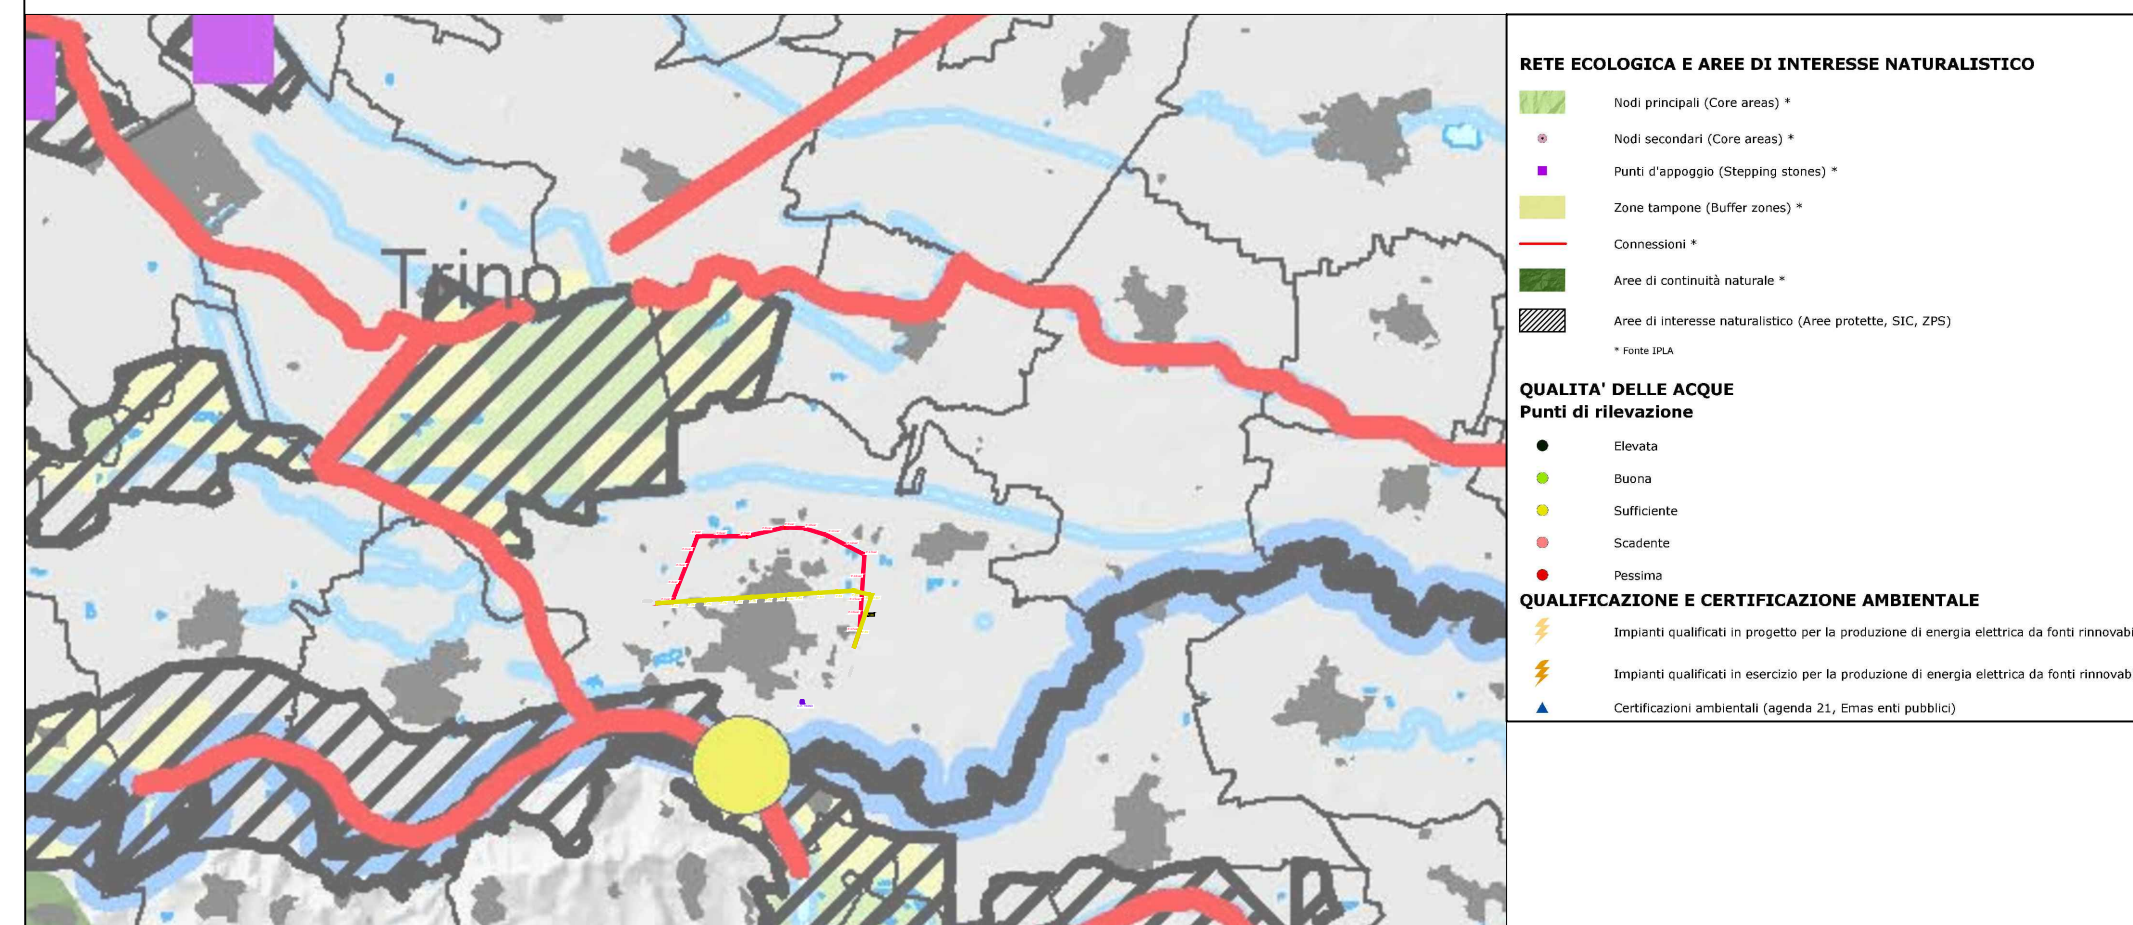 Trino
RETE ECOLOGICA E AREE DI INTERESSE NATURALISTICO
Nodi principali (Core areas) *
Nodi secondari (Core areas) *
Punti d'appoggio (Stepping stones) *
Zone tampone (Buffer zones) *
Connessioni *
Aree di continuità naturale *
Aree di interesse naturalistico (Aree protette, SIC, ZPS)
* Fonte IPLA
QUALITA' DELLE ACQUE
Punti di rilevazione
Elevata
Buona
Sufficiente
Scadente
Pessima
QUALIFICAZIONE E CERTIFICAZIONE AMBIENTALE
Impianti qualificati in progetto per la produzione di energia elettrica da fonti rinnovabi
Impianti qualificati in esercizio per la produzione di energia elettrica da fonti rinnovab
Certificazioni ambientali (agenda 21, Emas enti pubblici)